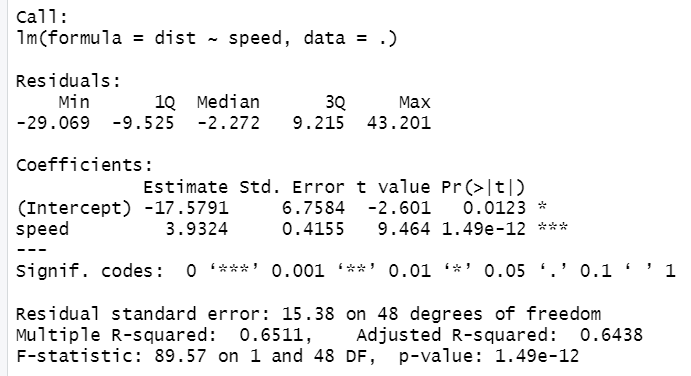 Call:
lm(formula = dist ~ speed, data = .)
Residuals:
    Min      1Q  Median      3Q     Max
-29.069  -9.525  -2.272   9.215  43.201
Coefficients:
            Estimate Std. Error t value Pr(>|t|)
(Intercept) -17.5791     6.7584  -2.601   0.0123 *
speed         3.9324     0.4155   9.464 1.49e-12 ***
---
Signif. codes:  0 ‘***’ 0.001 ‘**’ 0.01 ‘*’ 0.05 ‘.’ 0.1 ‘ ’ 1
Residual standard error: 15.38 on 48 degrees of freedom
Multiple R-squared:  0.6511,    Adjusted R-squared:  0.6438
F-statistic: 89.57 on 1 and 48 DF,  p-value: 1.49e-12